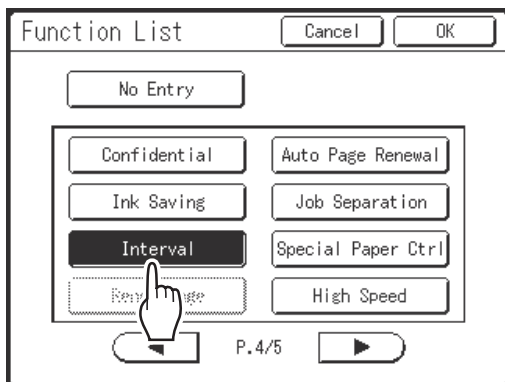 Function List
Cancel
OK
No Entry
Confidential
Auto Page Renewal
Ink Saving
Job Separation
Interval
Special Paper Ctrl
High Speed
P.4/5